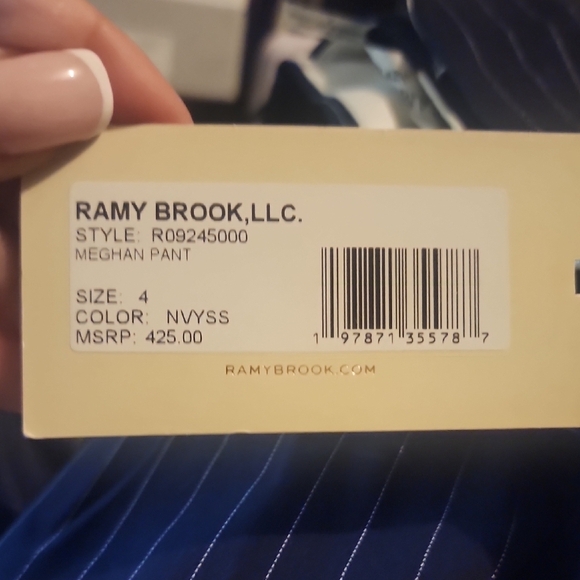 RAMY BROOK,LLC.
STYLE: R09245000
MEGHAN PANT
SIZE: 4
COLOR: NVYSS
MSRP: 425.00
1 97871 35578 7
RAMYBROOK.COM